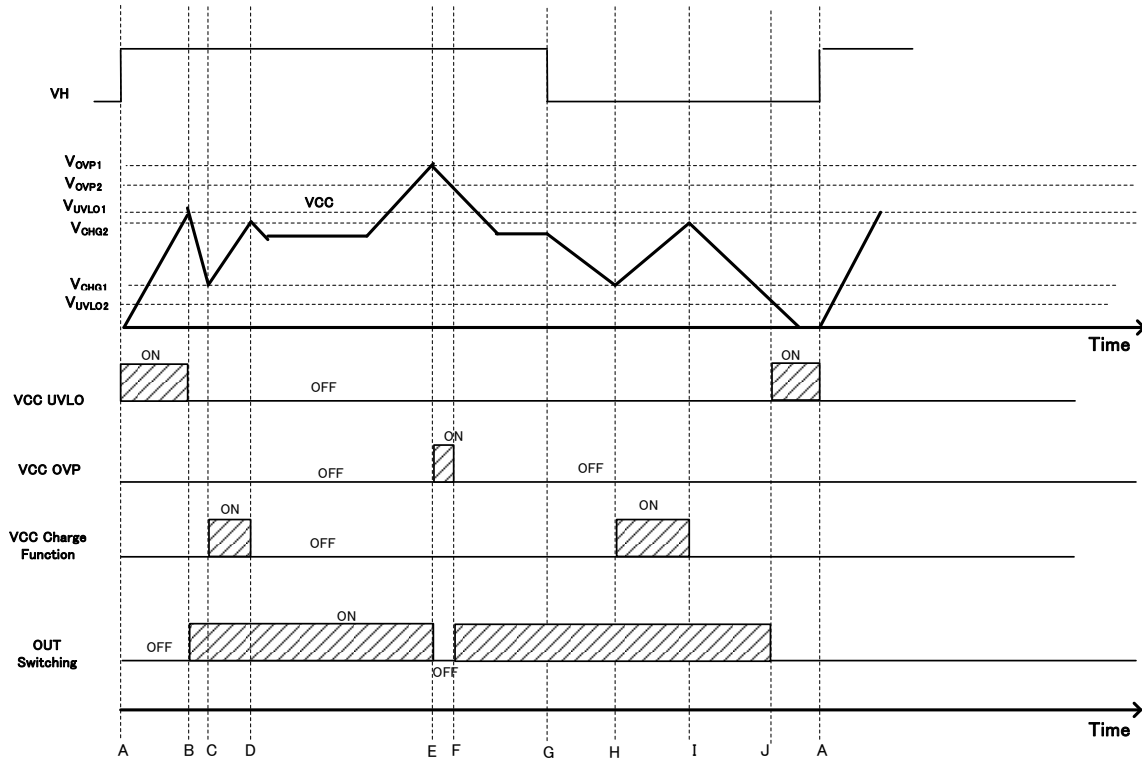 VH
VOVP1
VOVP2
VUVLO1
VCC
VCHG2
VCHG1
VUVLO2
Time
ON
ON
VCC UVLO
OFF
ON
VCC OVP
OFF
OFF
ON
ON
VCC Charge
Function
OFF
ON
OUT
Switching
OFF
OFF
Time
A B C D E F G H I J A